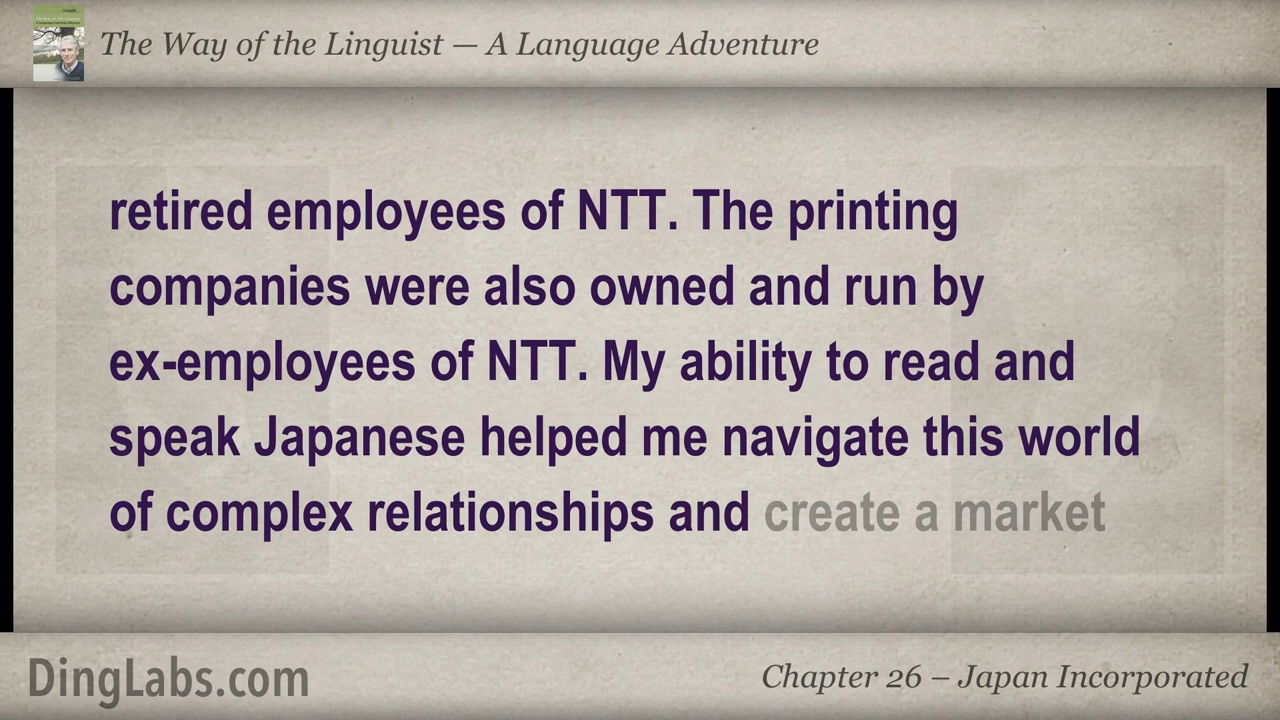 The Way of the Linguist — A Language Adventure
retired employees of NTT. The printing
companies were also owned and run by
ex-employees of NTT. My ability to read and
speak Japanese helped me navigate this world
of complex relationships and create a market
DingLabs.com
Chapter 26 – Japan Incorporated